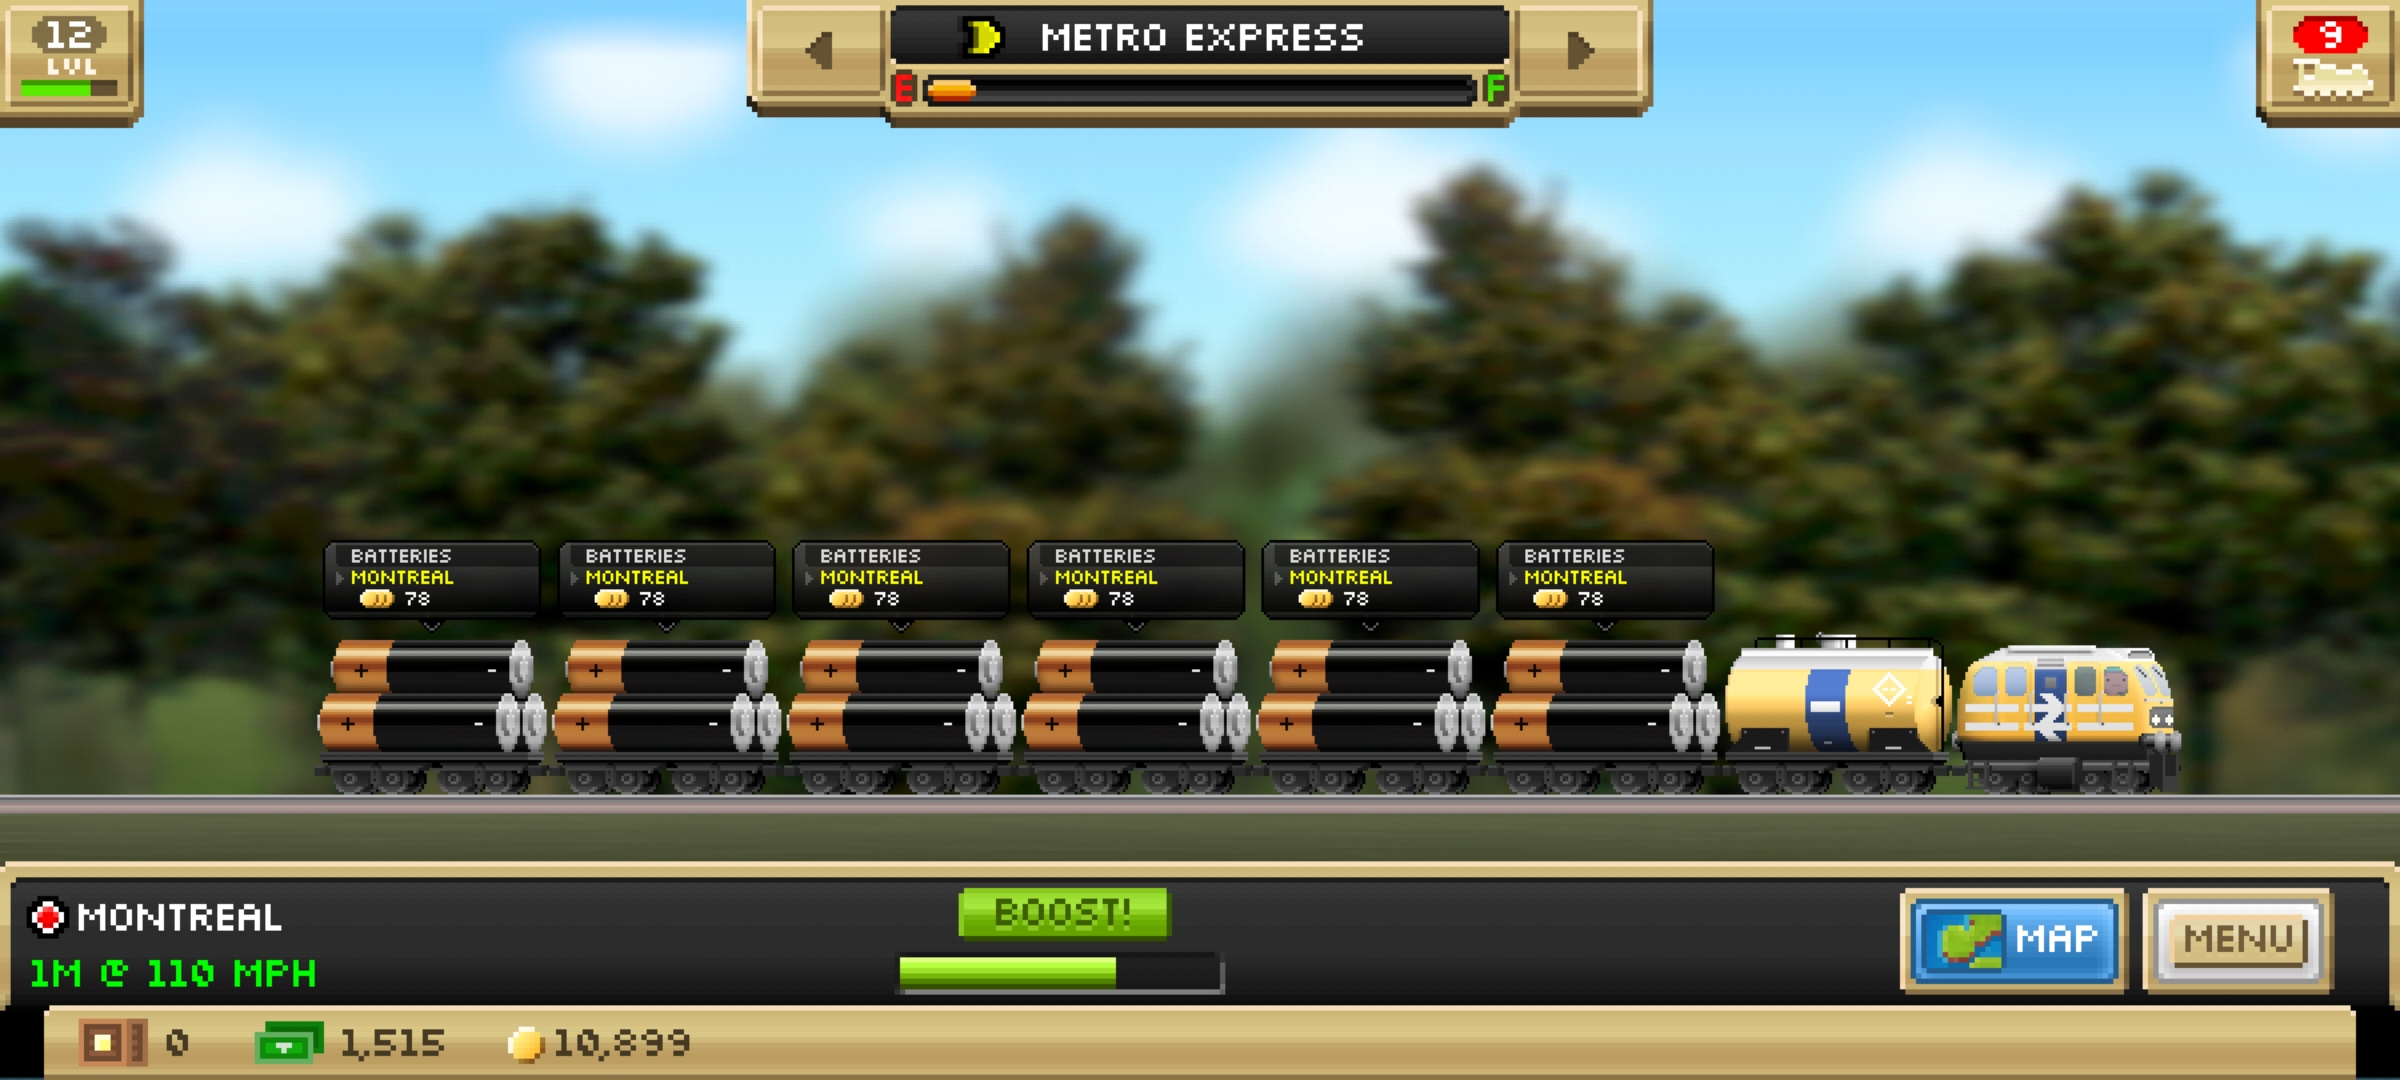 12
LVL
METRO EXPRESS
E F
9
BATTERIES
MONTREAL
78
BATTERIES
MONTREAL
78
BATTERIES
MONTREAL
78
BATTERIES
MONTREAL
78
BATTERIES
MONTREAL
78
BATTERIES
MONTREAL
78
+ -
+ -
+ -
+ -
+ -
+ -
+ -
+ -
+ -
+ -
+ -
+ -
MONTREAL
1M @ 110 MPH
BOOST!
MAP
MENU
0
1,515
10,899